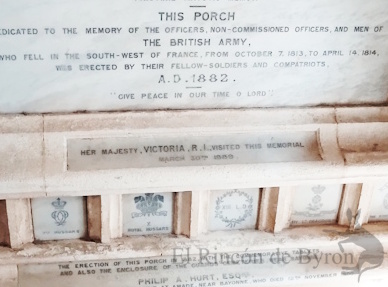 THIS PORCH
DEDICATED TO THE MEMORY OF THE OFFICERS, NON-COMMISSIONED OFFICERS, AND MEN OF
THE BRITISH ARMY,
WHO FELL IN THE SOUTH-WEST OF FRANCE, FROM OCTOBER 7, 1813, TO APRIL 14, 1814,
WAS ERECTED BY THEIR FELLOW-SOLDIERS AND COMPATRIOTS,
A.D. 1882.
"GIVE PEACE IN OUR TIME O LORD"
HER MAJESTY, VICTORIA, R.I., VISITED THIS MEMORIAL
MARCH
THE ERECTION OF THIS PORCH
AND ALSO THE ENCLOSURE OF THE
PHILIP A. HURT, ESQ
NEAR BAYONNE
El Rincón de Byron